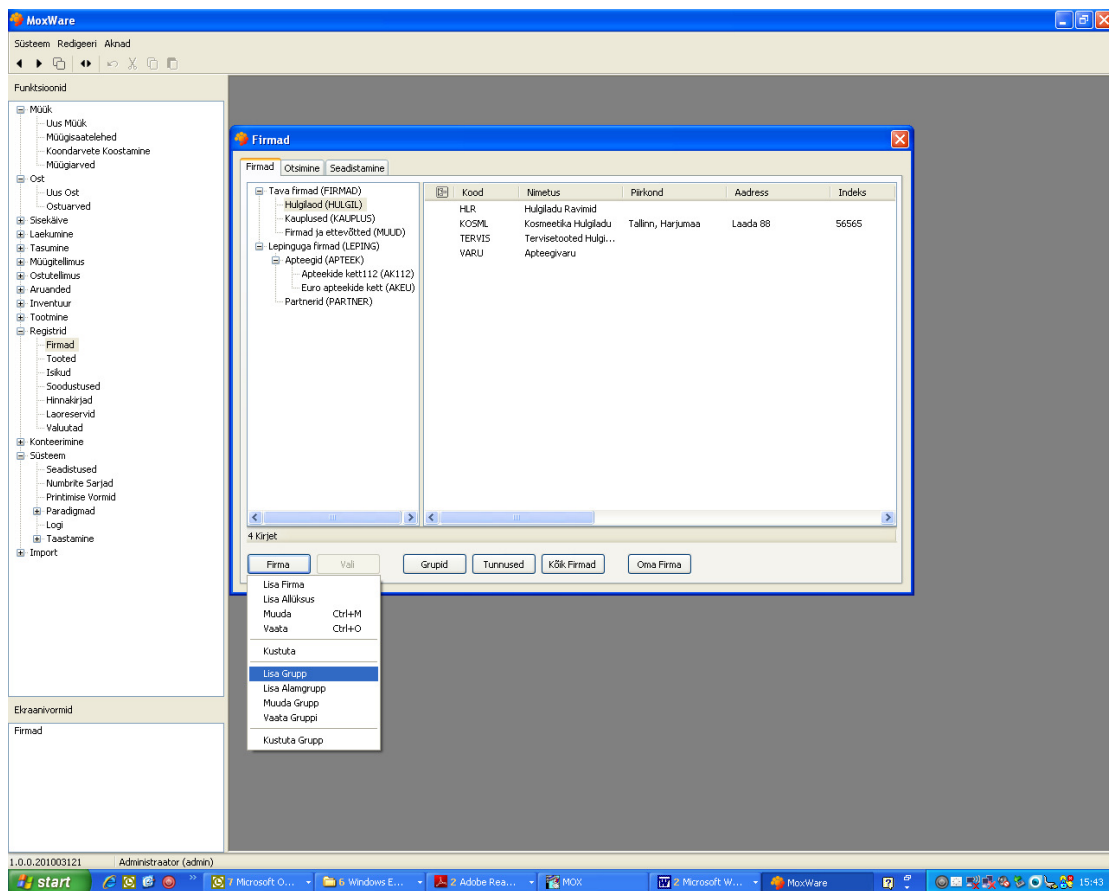 MoxWare
Süsteem Redigeeri Aknad
Funktsioonid
Müük
Uus Müük
Müügisaatelehed
Koondarvete Koostamine
Müügiarved
Ost
Uus Ost
Ostuarved
Sisekäive
Laekumine
Tasumine
Müügitellimus
Ostutellimus
Aruanded
Inventuur
Tootmine
Registrid
Firmad
Tooted
Isikud
Soodustused
Hinnakirjad
Laoreservid
Valuutad
Konteerimine
Süsteem
Seadistused
Numbrite Sarjad
Printimise Vormid
Paradigmad
Logi
Taastamine
Import
Ekraanivormid
Firmad
Firmad
Firmad Otsimine Seadistamine
Tava firmad (FIRMAD)
Hulgilaod (HULGIL)
Kauplused (KAUPLUS)
Firmad ja ettevõtted (MUUD)
Lepinguga firmad (LEPING)
Apteegid (APTEEK)
Apteekide kett112 (AK112)
Euro apteekide kett (AKEU)
Partnerid (PARTNER)
Kood Nimetus Piirkond Aadress Indeks
HLR Hulgiladu Ravimid
KOSML Kosmeetika Hulgiladu Tallinn, Harjumaa Laada 88 56565
TERVIS Tervisetooted Hulgi...
VARU Apteegivaru
4 Kirjet
Firma Vali Grupid Tunnused Kõik Firmad Oma Firma
Lisa Firma
Lisa Allüksus
Muuda Ctrl+M
Vaata Ctrl+O
Kustuta
Lisa Grupp
Lisa Alamgrupp
Muuda Grupp
Vaata Gruppi
Kustuta Grupp
1.0.0.201003121 Administraator (admin)
start 7 Microsoft O... 6 Windows E... 2 Adobe Rea... MOX 2 Microsoft W... MoxWare 15:43